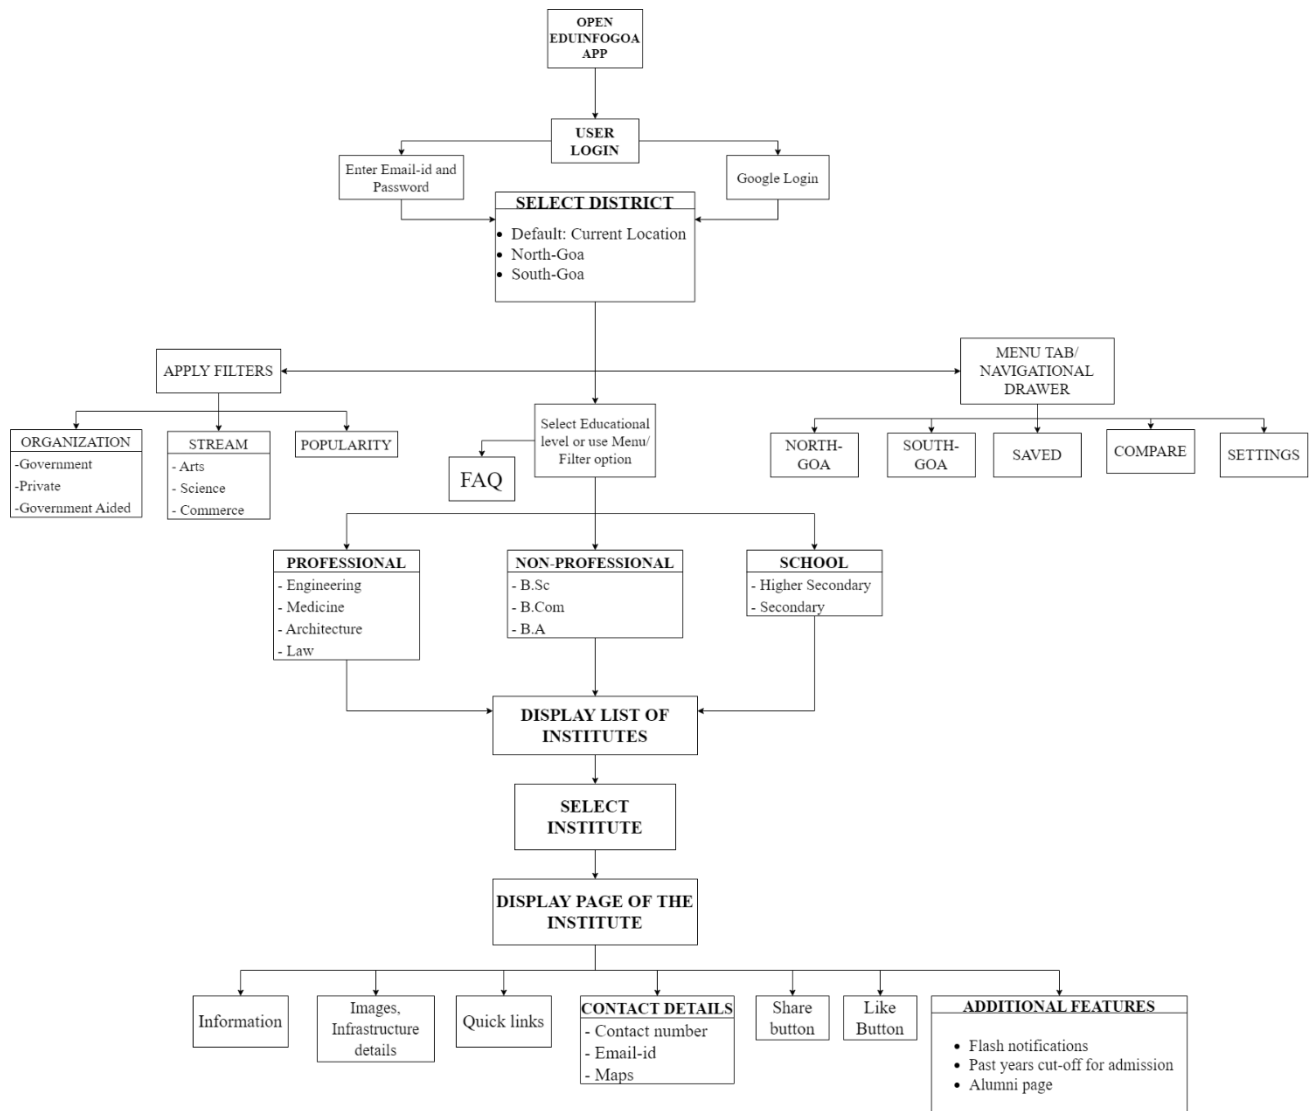 OPEN
EDUINFOGOA
APP
USER
LOGIN
Enter Email-id and
Password
Google Login
SELECT DISTRICT
• Default: Current Location
• North-Goa
• South-Goa
APPLY FILTERS
MENU TAB/
NAVIGATIONAL
DRAWER
ORGANIZATION
-Government
-Private
-Government Aided
STREAM
- Arts
- Science
- Commerce
POPULARITY
Select Educational
level or use Menu/
Filter option
FAQ
NORTH-
GOA
SOUTH-
GOA
SAVED
COMPARE
SETTINGS
PROFESSIONAL
- Engineering
- Medicine
- Architecture
- Law
NON-PROFESSIONAL
- B.Sc
- B.Com
- B.A
SCHOOL
- Higher Secondary
- Secondary
DISPLAY LIST OF
INSTITUTES
SELECT
INSTITUTE
DISPLAY PAGE OF THE
INSTITUTE
Information
Images,
Infrastructure
details
Quick links
CONTACT DETAILS
- Contact number
- Email-id
- Maps
Share
button
Like
Button
ADDITIONAL FEATURES
• Flash notifications
• Past years cut-off for admission
• Alumni page